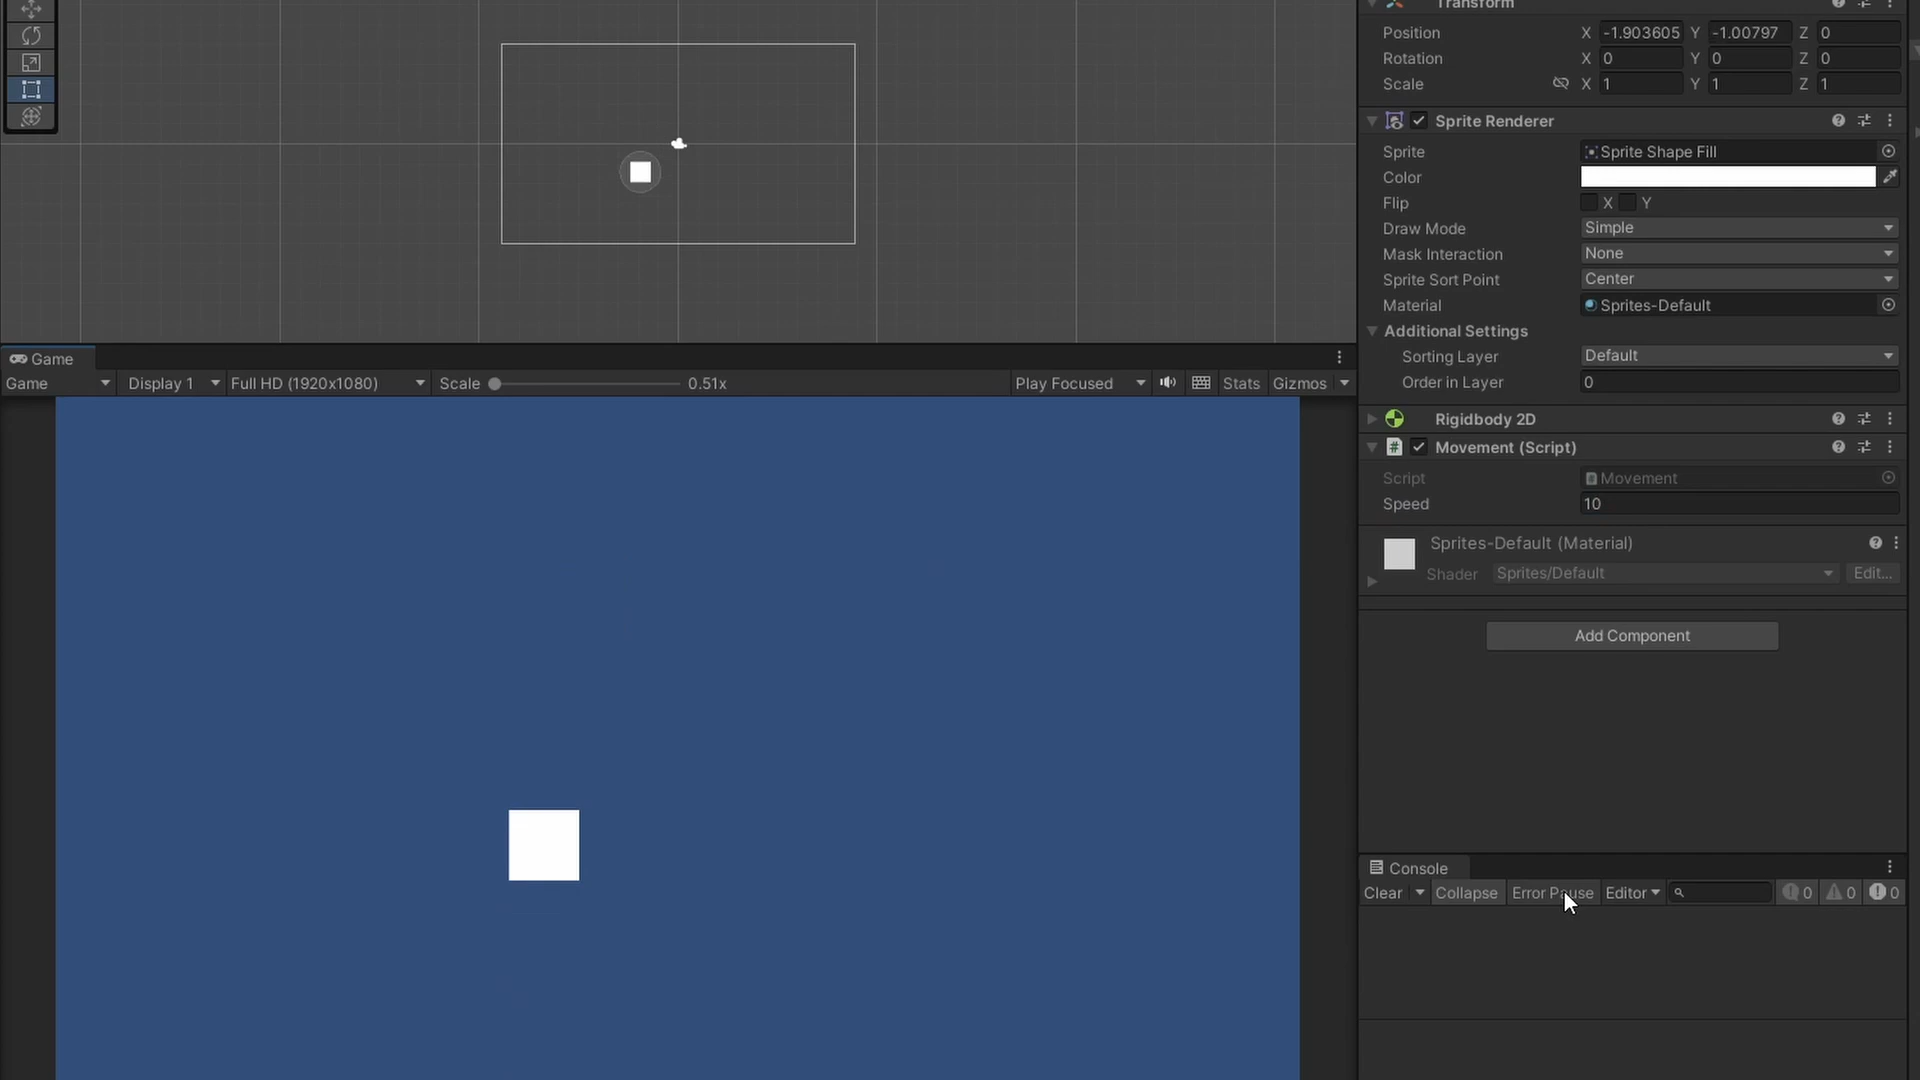 Transform
Position X -1.903605 Y -1.00797 Z 0
Rotation X 0 Y 0 Z 0
Scale X 1 Y 1 Z 1
Sprite Renderer
Sprite Sprite Shape Fill
Color
Flip X Y
Draw Mode Simple
Mask Interaction None
Sprite Sort Point Center
Material Sprites-Default
Additional Settings
Sorting Layer Default
Order in Layer 0
Rigidbody 2D
# Movement (Script)
Script Movement
Speed 10
Sprites-Default (Material)
Shader Sprites/Default Edit...
Add Component
Game
Game Display 1 Full HD (1920x1080) Scale 0.51x Play Focused Stats Gizmos
Console
Clear Collapse Error Pause Editor 0 0 0